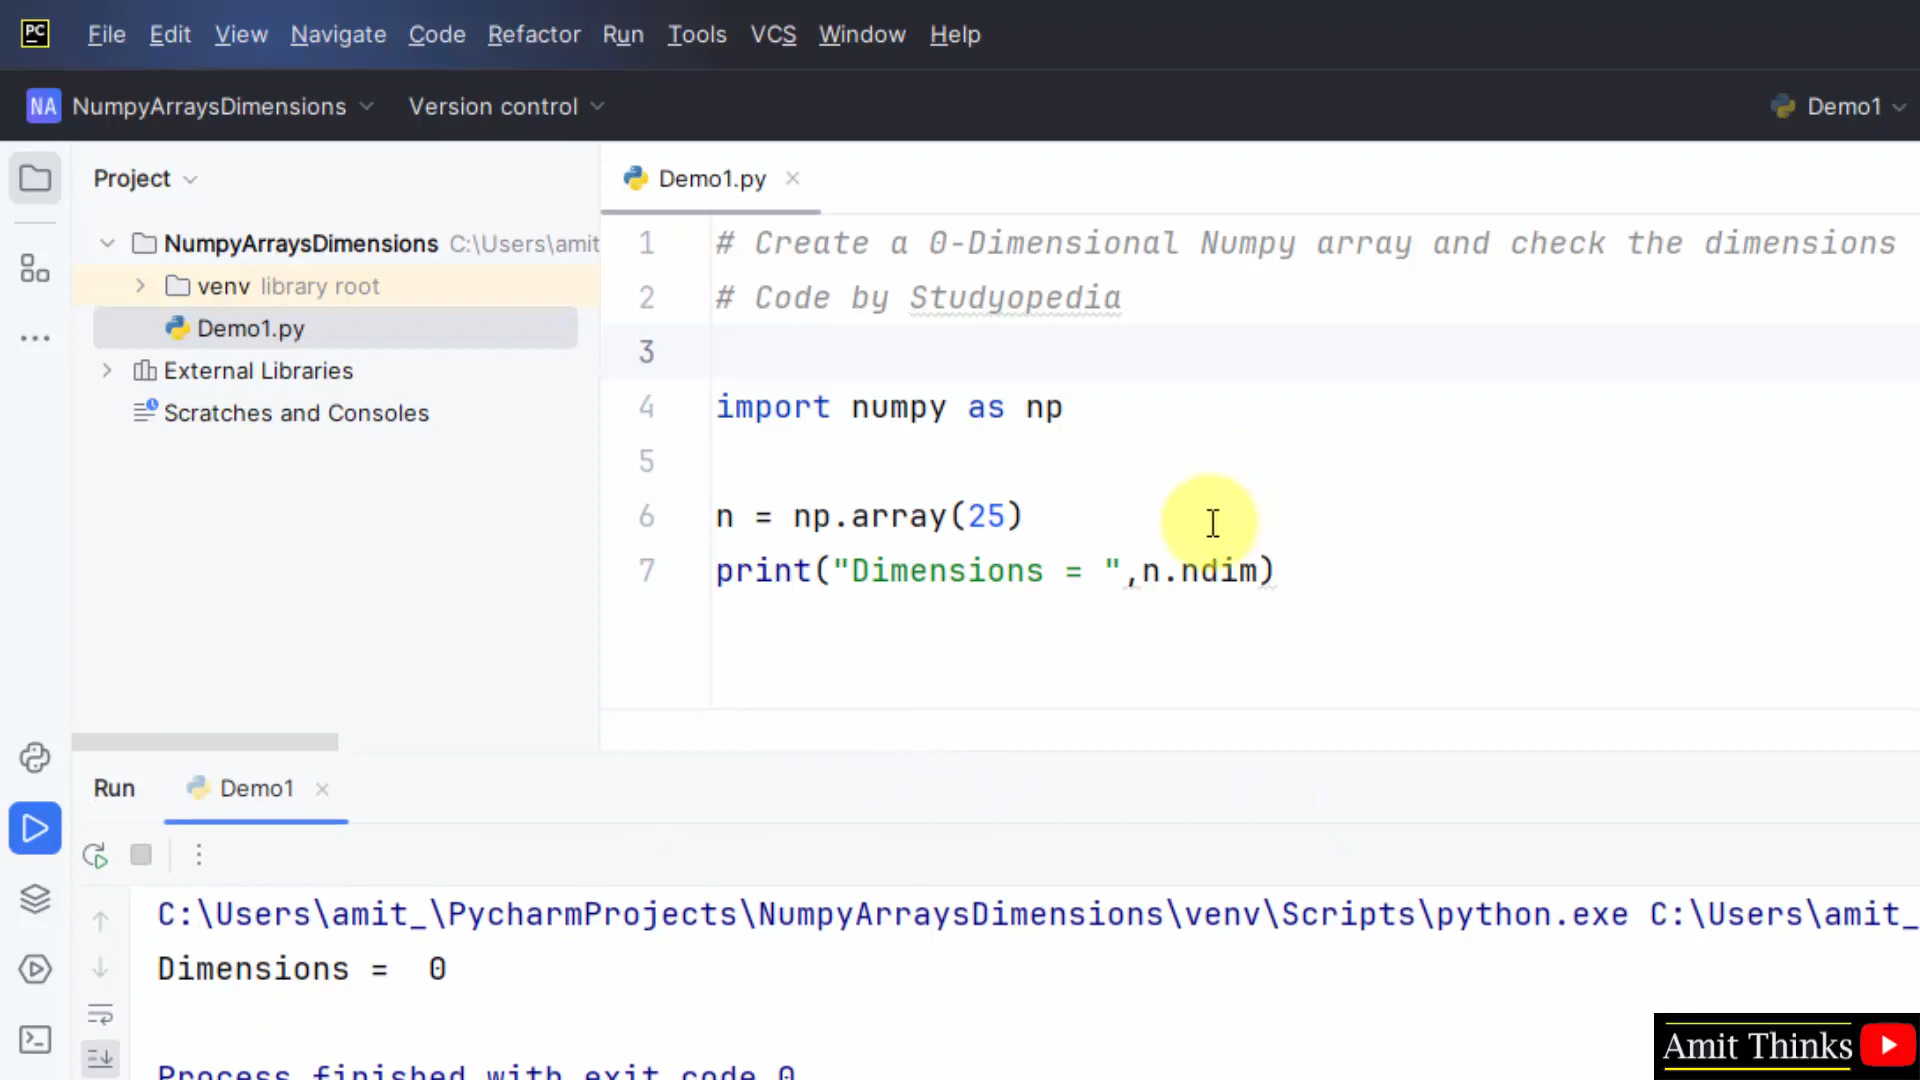 PC File Edit View Navigate Code Refactor Run Tools VCS Window Help
NA NumpyArraysDimensions Version control Demo1
Project
Demo1.py
NumpyArraysDimensions C:\Users\amit
venv library root
Demo1.py
External Libraries
Scratches and Consoles
1 # Create a 0-Dimensional Numpy array and check the dimensions
2 # Code by Studyopedia
3
4 import numpy as np
5
6 n = np.array(25)
7 print("Dimensions = ",n.ndim)
Run Demo1
C:\Users\amit_\PycharmProjects\NumpyArraysDimensions\venv\Scripts\python.exe C:\Users\amit_
Dimensions =  0
Process finished with exit code 0
Amit Thinks